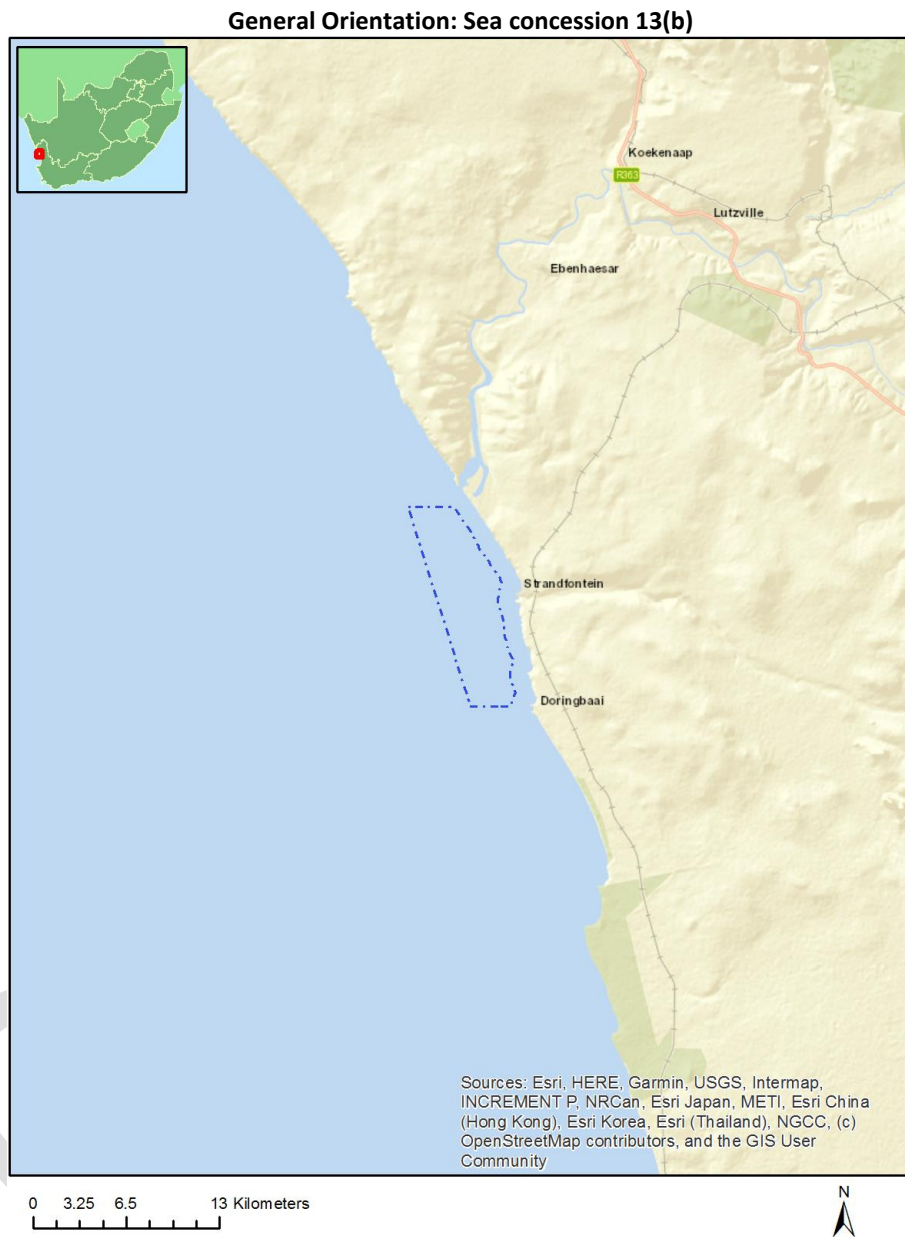 General Orientation: Sea concession 13(b)
Koekenaap
R363
Lutzville
Ebenhaesar
Strandfontein
Doringbaai
Sources: Esri, HERE, Garmin, USGS, Intermap,
INCREMENT P, NRCan, Esri Japan, METI, Esri China
(Hong Kong), Esri Korea, Esri (Thailand), NGCC, (c)
OpenStreetMap contributors, and the GIS User
Community
0 3.25 6.5 13 Kilometers
N